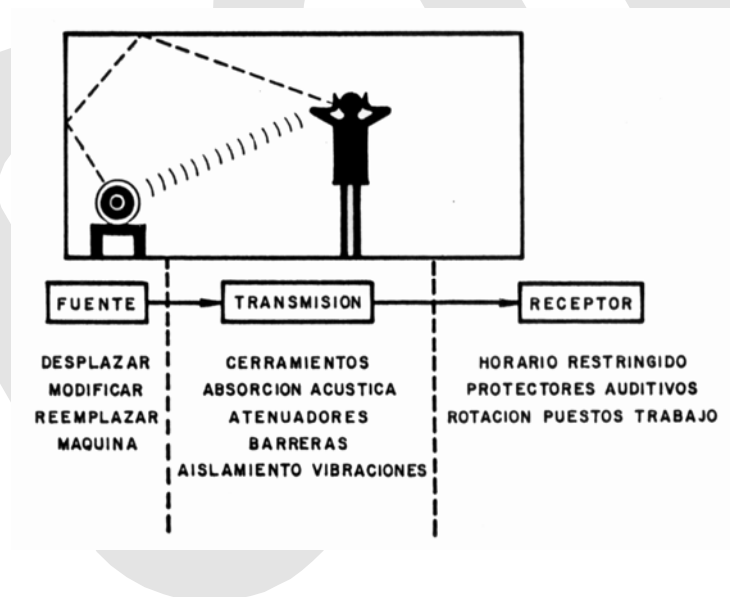 FUENTE
TRANSMISION
RECEPTOR
DESPLAZAR
MODIFICAR
REEMPLAZAR
MAQUINA
CERRAMIENTOS
ABSORCION ACUSTICA
ATENUADORES
BARRERAS
AISLAMIENTO VIBRACIONES
HORARIO RESTRINGIDO
PROTECTORES AUDITIVOS
ROTACION PUESTOS TRABAJO